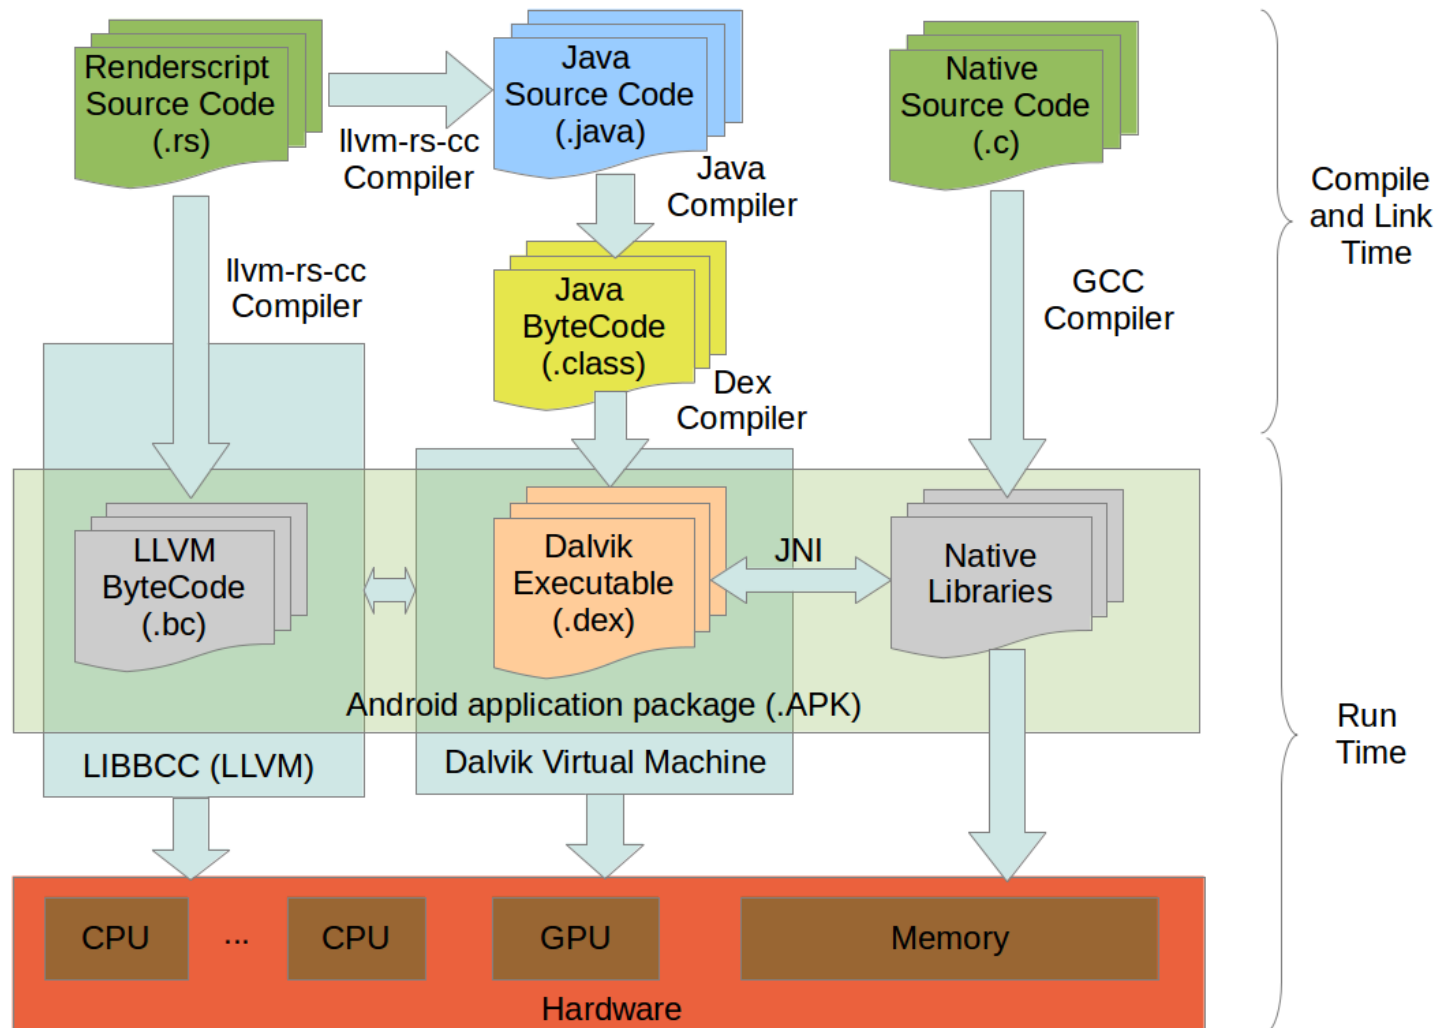 Renderscript
Source Code
(.rs)
llvm-rs-cc
Compiler
Java
Source Code
(.java)
Java
Compiler
Native
Source Code
(.c)
Compile
and Link
Time
llvm-rs-cc
Compiler
Java
ByteCode
(.class)
Dex
Compiler
GCC
Compiler
LLVM
ByteCode
(.bc)
Dalvik
Executable
(.dex)
JNI
Native
Libraries
Android application package (.APK)
LIBBCC (LLVM)
Dalvik Virtual Machine
Run
Time
CPU
...
CPU
GPU
Memory
Hardware